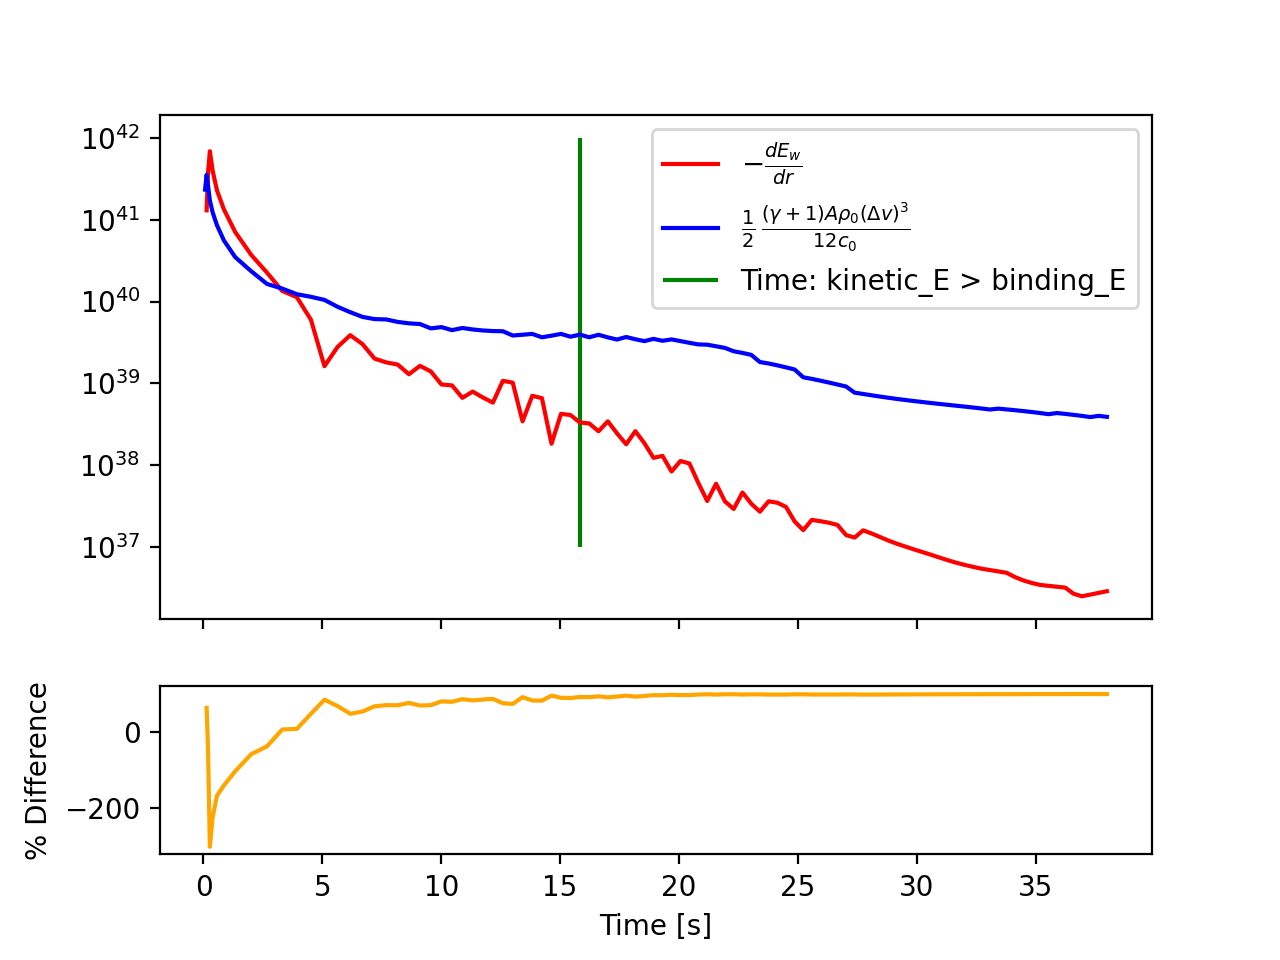 10^42
10^41
10^40
10^39
10^38
10^37
−dE_w/dr
1/2 (γ + 1)Aρ_0(Δv)^3/12c_0
Time: kinetic_E > binding_E
% Difference
0
−200
0 5 10 15 20 25 30 35
Time [s]